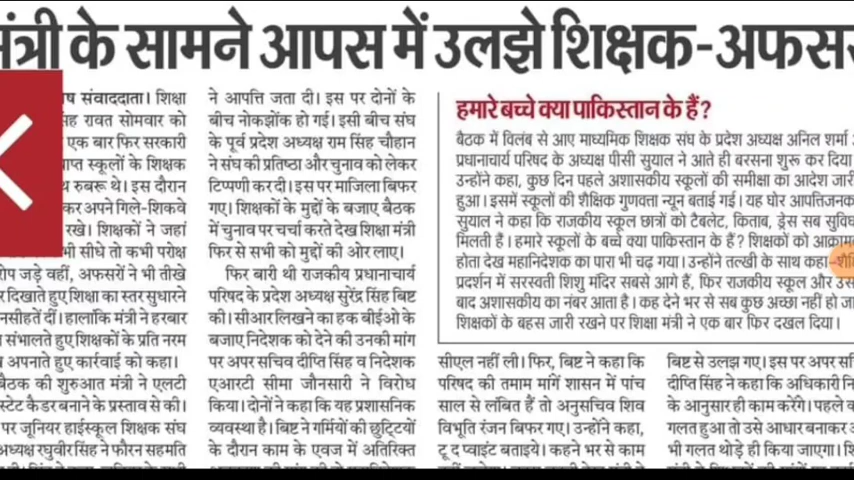 मंत्री के सामने आपस में उलझे शिक्षक-अफसर
संवाददाता। शिक्षा
रावत सोमवार को
एक बार फिर सरकारी
स्कूलों के शिक्षक
रूबरू थे। इस दौरान
कर अपने गिले-शिकवे
रखे। शिक्षकों ने जहां
भी सीधे तो कभी परोक्ष
जड़े वहीं, अफसरों ने भी तीखे
दिखाते हुए शिक्षा का स्तर सुधारने
नसीहतें दीं। हालांकि मंत्री ने हरबार
संभालते हुए शिक्षकों के प्रति नरम
अपनाते हुए कार्रवाई को कहा।
बैठक की शुरुआत मंत्री ने एलटी
स्टेट कैडर बनाने के प्रस्ताव से की।
पर जूनियर हाईस्कूल शिक्षक संघ
अध्यक्ष रघुवीर सिंह ने फौरन सहमति
ने आपत्ति जता दी। इस पर दोनों के
बीच नोकझोंक हो गई। इसी बीच संघ
के पूर्व प्रदेश अध्यक्ष राम सिंह चौहान
ने संघ की प्रतिष्ठा और चुनाव को लेकर
टिप्पणी कर दी। इस पर माजिला बिफर
गए। शिक्षकों के मुद्दों के बजाए बैठक
में चुनाव पर चर्चा करते देख शिक्षा मंत्री
फिर से सभी को मुद्दों की ओर लाए।
फिर बारी थी राजकीय प्रधानाचार्य
परिषद के प्रदेश अध्यक्ष सुरेंद्र सिंह बिष्ट
की। सीआर लिखने का हक बीईओ के
बजाए निदेशक को देने की उनकी मांग
पर अपर सचिव दीप्ति सिंह व निदेशक
एआरटी सीमा जौनसारी ने विरोध
किया। दोनों ने कहा कि यह प्रशासनिक
व्यवस्था है। बिष्ट ने गर्मियों की छुट्टियों
के दौरान काम के एवज में अतिरिक्त
हमारे बच्चे क्या पाकिस्तान के हैं?
बैठक में विलंब से आए माध्यमिक शिक्षक संघ के प्रदेश अध्यक्ष अनिल शर्मा
प्रधानाचार्य परिषद के अध्यक्ष पीसी सुयाल ने आते ही बरसना शुरू कर दिया
उन्होंने कहा, कुछ दिन पहले अशासकीय स्कूलों की समीक्षा का आदेश जारी
हुआ। इसमें स्कूलों की शैक्षिक गुणवत्ता न्यून बताई गई। यह घोर आपत्तिजनक
सुयाल ने कहा कि राजकीय स्कूल छात्रों को टैबलेट, किताब, ड्रेस सब सुविधा
मिलती है। हमारे स्कूलों के बच्चे क्या पाकिस्तान के हैं? शिक्षकों को आक्रामक
होता देख महानिदेशक का पारा भी चढ़ गया। उन्होंने तल्खी के साथ कहा-
प्रदर्शन में सरस्वती शिशु मंदिर सबसे आगे हैं, फिर राजकीय स्कूल और उस
बाद अशासकीय का नंबर आता है। कह देने भर से सब कुछ अच्छा नहीं हो जा
शिक्षकों के बहस जारी रखने पर शिक्षा मंत्री ने एक बार फिर दखल दिया।
सीएल नहीं ली। फिर, बिष्ट ने कहा कि
परिषद की तमाम मांगें शासन में पांच
साल से लंबित हैं तो अनुसचिव शिव
विभूति रंजन बिफर गए। उन्होंने कहा,
टू द प्वाइंट बताइये। कहने भर से काम
बिष्ट से उलझ गए। इस पर अपर
दीप्ति सिंह ने कहा कि अधिकारी
के अनुसार ही काम करेंगे। पहले
गलत हुआ तो उसे आधार बनाकर
भी गलत थोड़े ही किया जाएगा।